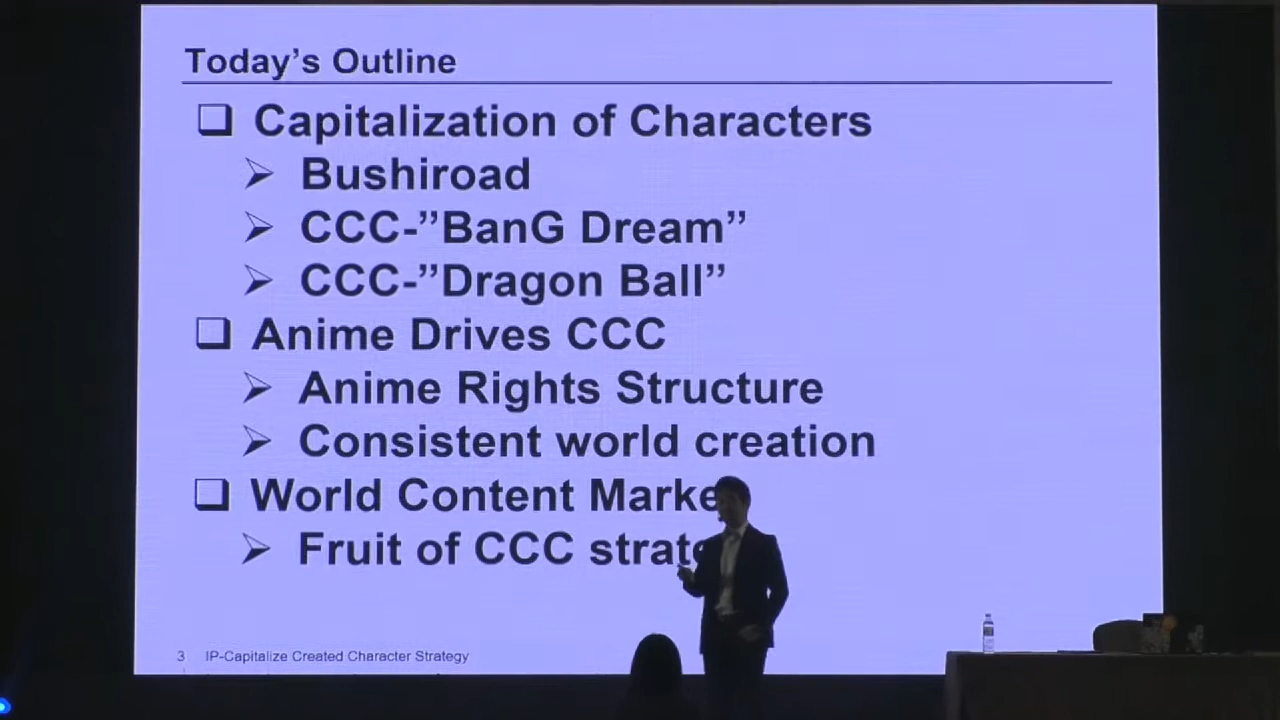 Today's Outline
❑ Capitalization of Characters
➢ Bushiroad
➢ CCC-”BanG Dream”
➢ CCC-”Dragon Ball”
❑ Anime Drives CCC
➢ Anime Rights Structure
➢ Consistent world creation
❑ World Content
➢ Fruit of CCC
3 IP-Capitalize Created Character Strategy